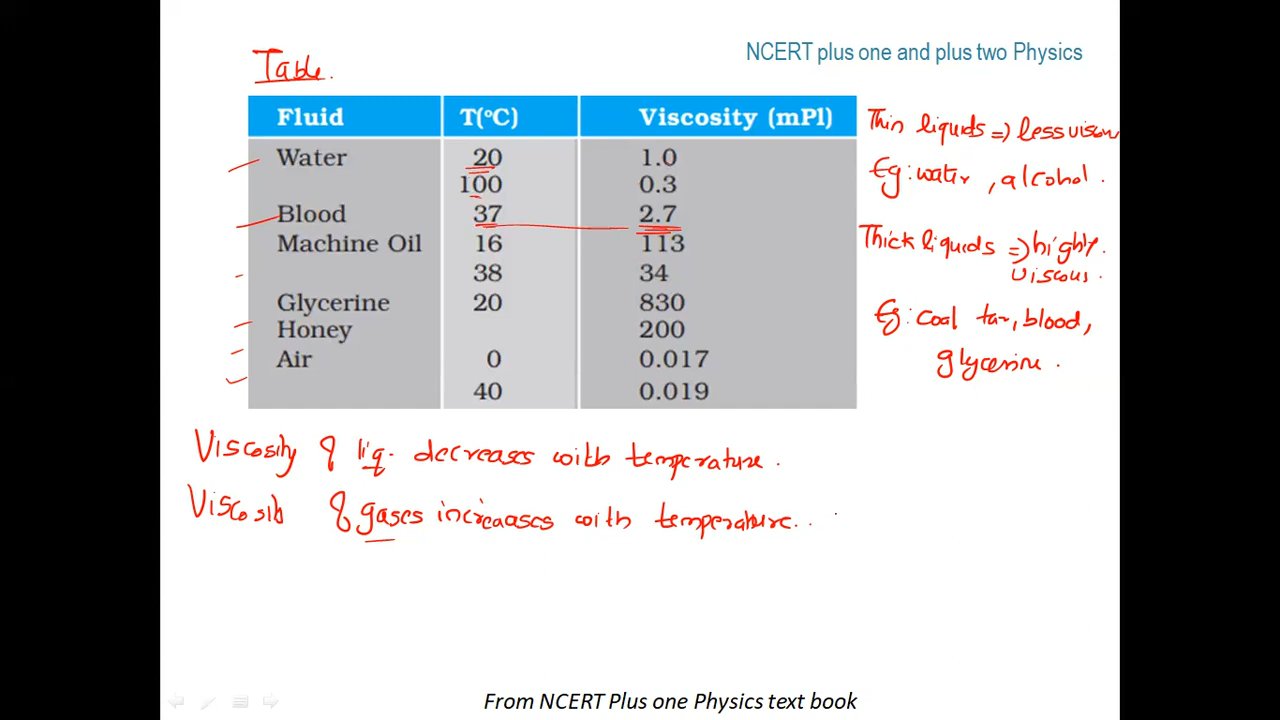 Table.
NCERT plus one and plus two Physics
Fluid T(°C) Viscosity (mPl)
Water 20 1.0
100 0.3
Blood 37 2.7
Machine Oil 16 113
38 34
Glycerine 20 830
Honey 200
Air 0 0.017
40 0.019
Thin liquids => less viscous
Eg: water, alcohol.
Thick liquids => highly
viscous.
Eg: coal tar, blood,
glycerine.
Viscosity of liq. decreases with temperature.
Viscosity of gases increaases with temperature..
From NCERT Plus one Physics text book